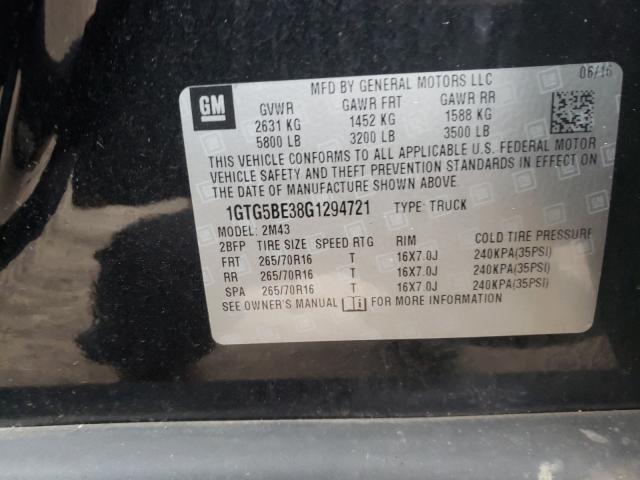 MFD BY GENERAL MOTORS LLC 06/16
GM
GVWR GAWR FRT GAWR RR
2631 KG 1452 KG 1588 KG
5800 LB 3200 LB 3500 LB
THIS VEHICLE CONFORMS TO ALL APPLICABLE U.S. FEDERAL MOTOR
VEHICLE SAFETY AND THEFT PREVENTION STANDARDS IN EFFECT ON
THE DATE OF MANUFACTURE SHOWN ABOVE.
1GTG5BE38G1294721 TYPE: TRUCK
MODEL: 2M43
2BFP TIRE SIZE SPEED RTG RIM COLD TIRE PRESSURE
FRT 265/70R16 T 16X7.0J 240KPA(35PSI)
RR 265/70R16 T 16X7.0J 240KPA(35PSI)
SPA 265/70R16 T 16X7.0J 240KPA(35PSI)
SEE OWNER'S MANUAL i FOR MORE INFORMATION